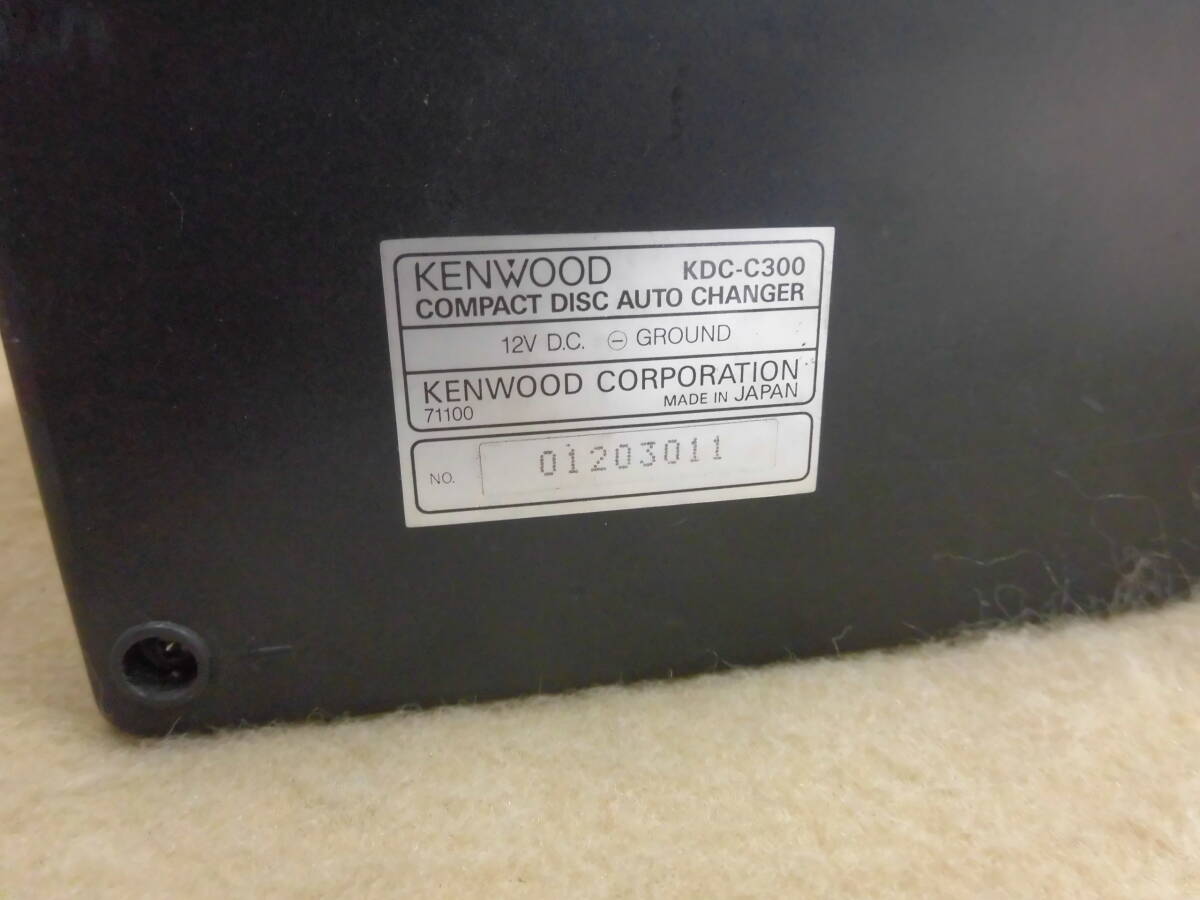 KENWOOD KDC-C300
COMPACT DISC AUTO CHANGER
12V D.C. ⊖ GROUND
KENWOOD CORPORATION
71100 MADE IN JAPAN
NO. 01203011